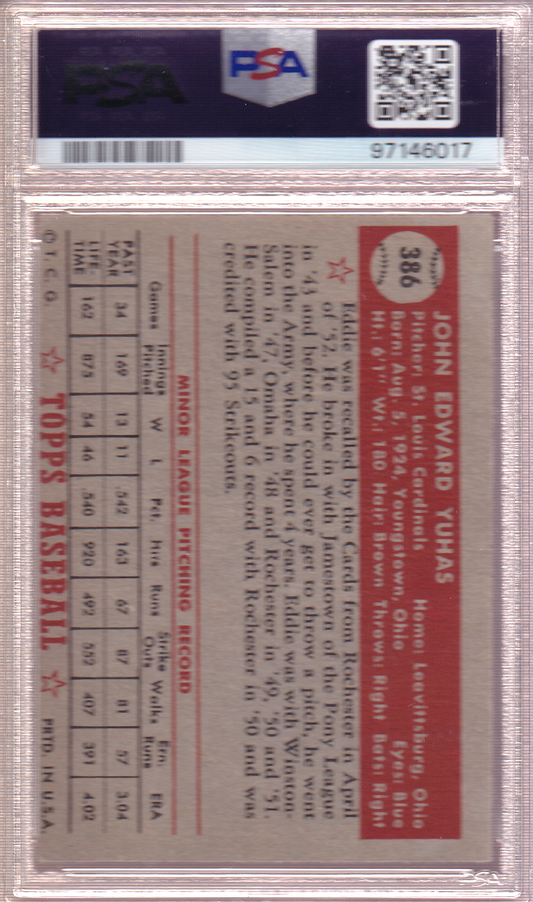 PSA
PSA
97146017
386
JOHN EDWARD YUHAS
Pitcher: St. Louis Cardinals Home: Leavittsburg, Ohio
Born: Aug. 5, 1924, Youngstown, Ohio Eyes: Blue
Ht.: 6'1" Wt.: 180 Hair: Brown Throws: Right Bats: Right
Eddie was recalled by the Cards from Rochester in April
of '52. He broke in with Jamestown of the Pony League
in '43 and before he could ever get to throw a pitch, he went
into the Army, where he spent 4 years. Eddie was with Winston-
Salem in '47, Omaha in '48 and Rochester in '49, '50 and '51.
He compiled a 15 and 6 record with Rochester in '50 and was
credited with 95 Strikeouts.
MINOR LEAGUE PITCHING RECORD
Games Innings Pitched W L Pct. Hits Runs Strike Outs Walks Ern. Runs ERA
PAST YEAR 34 169 13 11 .542 163 67 87 81 57 3.04
LIFE-TIME 162 875 54 46 .540 920 492 552 407 391 4.02
© T. C. G. TOPPS BASEBALL PRTD. IN U.S.A.
PSA